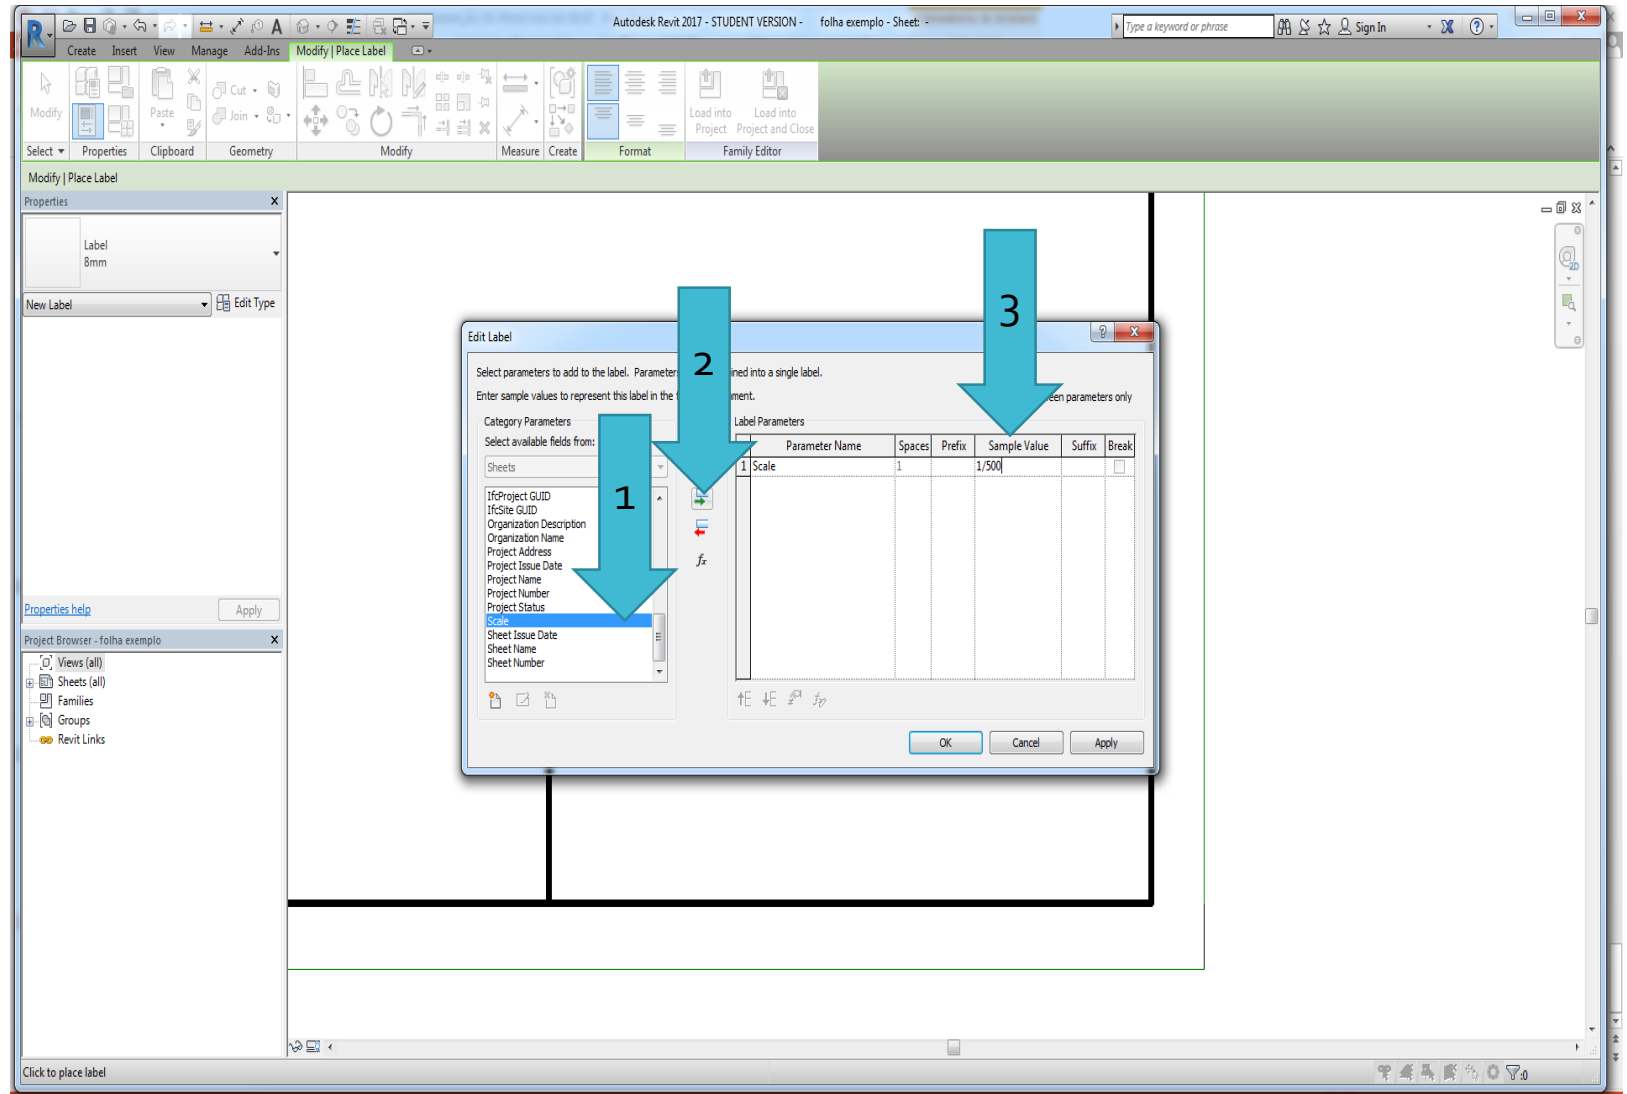 Autodesk Revit 2017 - STUDENT VERSION - folha exemplo - Sheet: -
Type a keyword or phrase
Sign In
Create Insert View Manage Add-Ins Modify | Place Label
Modify
Paste
Cut
Join
Load into Project
Load into Project and Close
Select Properties Clipboard Geometry Modify Measure Create Format Family Editor
Modify | Place Label
Properties X
Label
8mm
New Label
Edit Type
Properties help
Apply
Project Browser - folha exemplo X
Views (all)
Sheets (all)
Families
Groups
Revit Links
2D
Edit Label
Select parameters to add to the label. Parameter
ined into a single label.
Enter sample values to represent this label in the f
ment.
en parameters only
Category Parameters
Select available fields from:
Sheets
IfcProject GUID
IfcSite GUID
Organization Description
Organization Name
Project Address
Project Issue Date
Project Name
Project Number
Project Status
Scale
Sheet Issue Date
Sheet Name
Sheet Number
fx
Label Parameters
Parameter Name Spaces Prefix Sample Value Suffix Break
1 Scale 1 1/500
OK Cancel Apply
1
2
3
Click to place label
:0